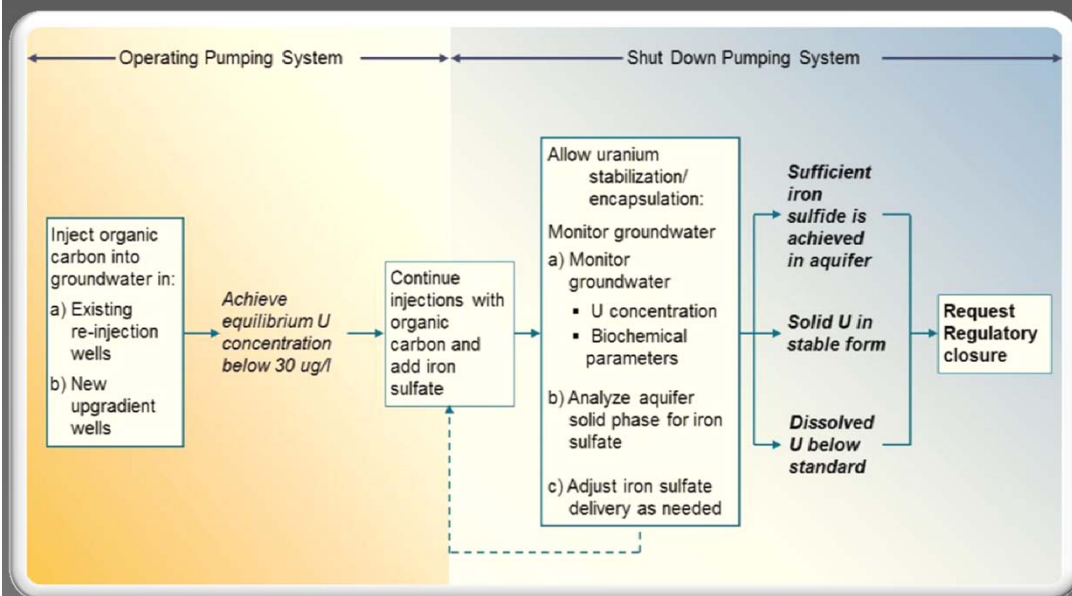 Operating Pumping System
Shut Down Pumping System
Inject organic
carbon into
groundwater in:
a) Existing
re-injection
wells
b) New
upgradient
wells
Achieve
equilibrium U
concentration
below 30 ug/l
Continue
injections with
organic
carbon and
add iron
sulfate
Allow uranium
stabilization/
encapsulation:
Monitor groundwater
a) Monitor
groundwater
▪ U concentration
▪ Biochemical
parameters
b) Analyze aquifer
solid phase for iron
sulfate
c) Adjust iron sulfate
delivery as needed
Sufficient
iron
sulfide is
achieved
in aquifer
Solid U in
stable form
Dissolved
U below
standard
Request
Regulatory
closure